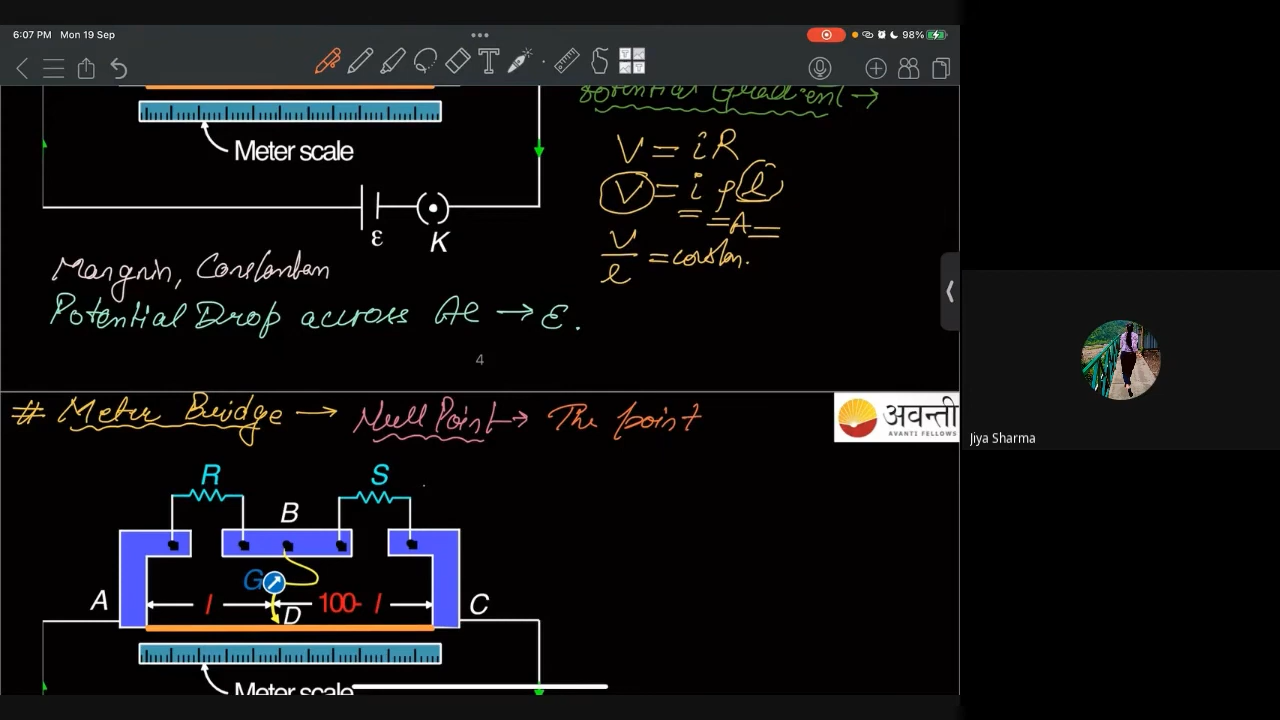 6:07 PM Mon 19 Sep
98%
Potential Gradient →
Meter scale
V = iR
V = i ρ l
A
V
l
= constan.
ε
K
Mangnin, Constantan
Potential Drop across AC → ε.
4
# Meter Bridge → Null Point → The point
अवन्ती
AVANTI FELLOWS
Jiya Sharma
R
S
B
G
A
l
100- l
C
D
Meter scale